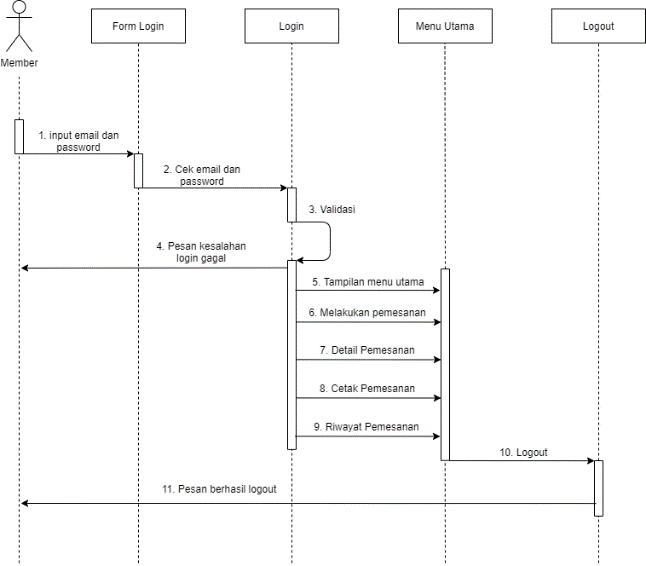 Form Login
Login
Menu Utama
Logout
Member
1. input email dan
password
2. Cek email dan
password
3. Validasi
4. Pesan kesalahan
login gagal
5. Tampilan menu utama
6. Melakukan pemesanan
7. Detail Pemesanan
8. Cetak Pemesanan
9. Riwayat Pemesanan
10. Logout
11. Pesan berhasil logout